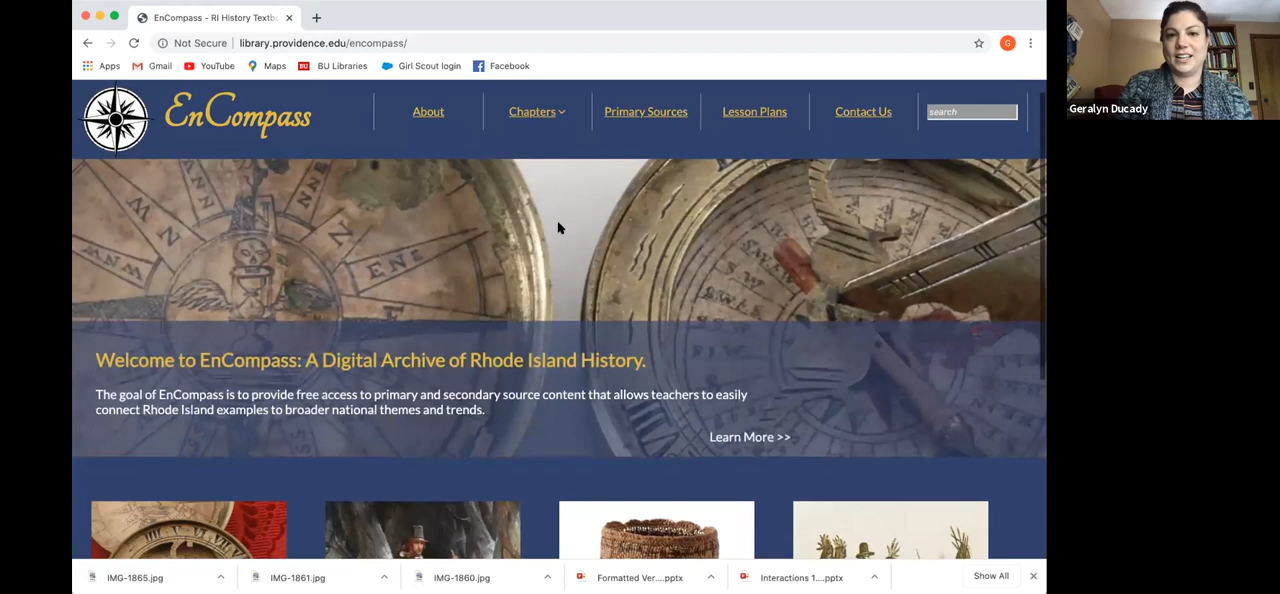 EnCompass - RI History Textbo
Not Secure | library.providence.edu/encompass/
G
Apps Gmail YouTube Maps BU BU Libraries Girl Scout login Facebook
EnCompass
About Chapters Primary Sources Lesson Plans Contact Us search
Geralyn Ducady
Welcome to EnCompass: A Digital Archive of Rhode Island History.
The goal of EnCompass is to provide free access to primary and secondary source content that allows teachers to easily
connect Rhode Island examples to broader national themes and trends.
Learn More >>
IMG-1865.jpg IMG-1861.jpg IMG-1860.jpg Formatted Ver....pptx Interactions 1....pptx Show All